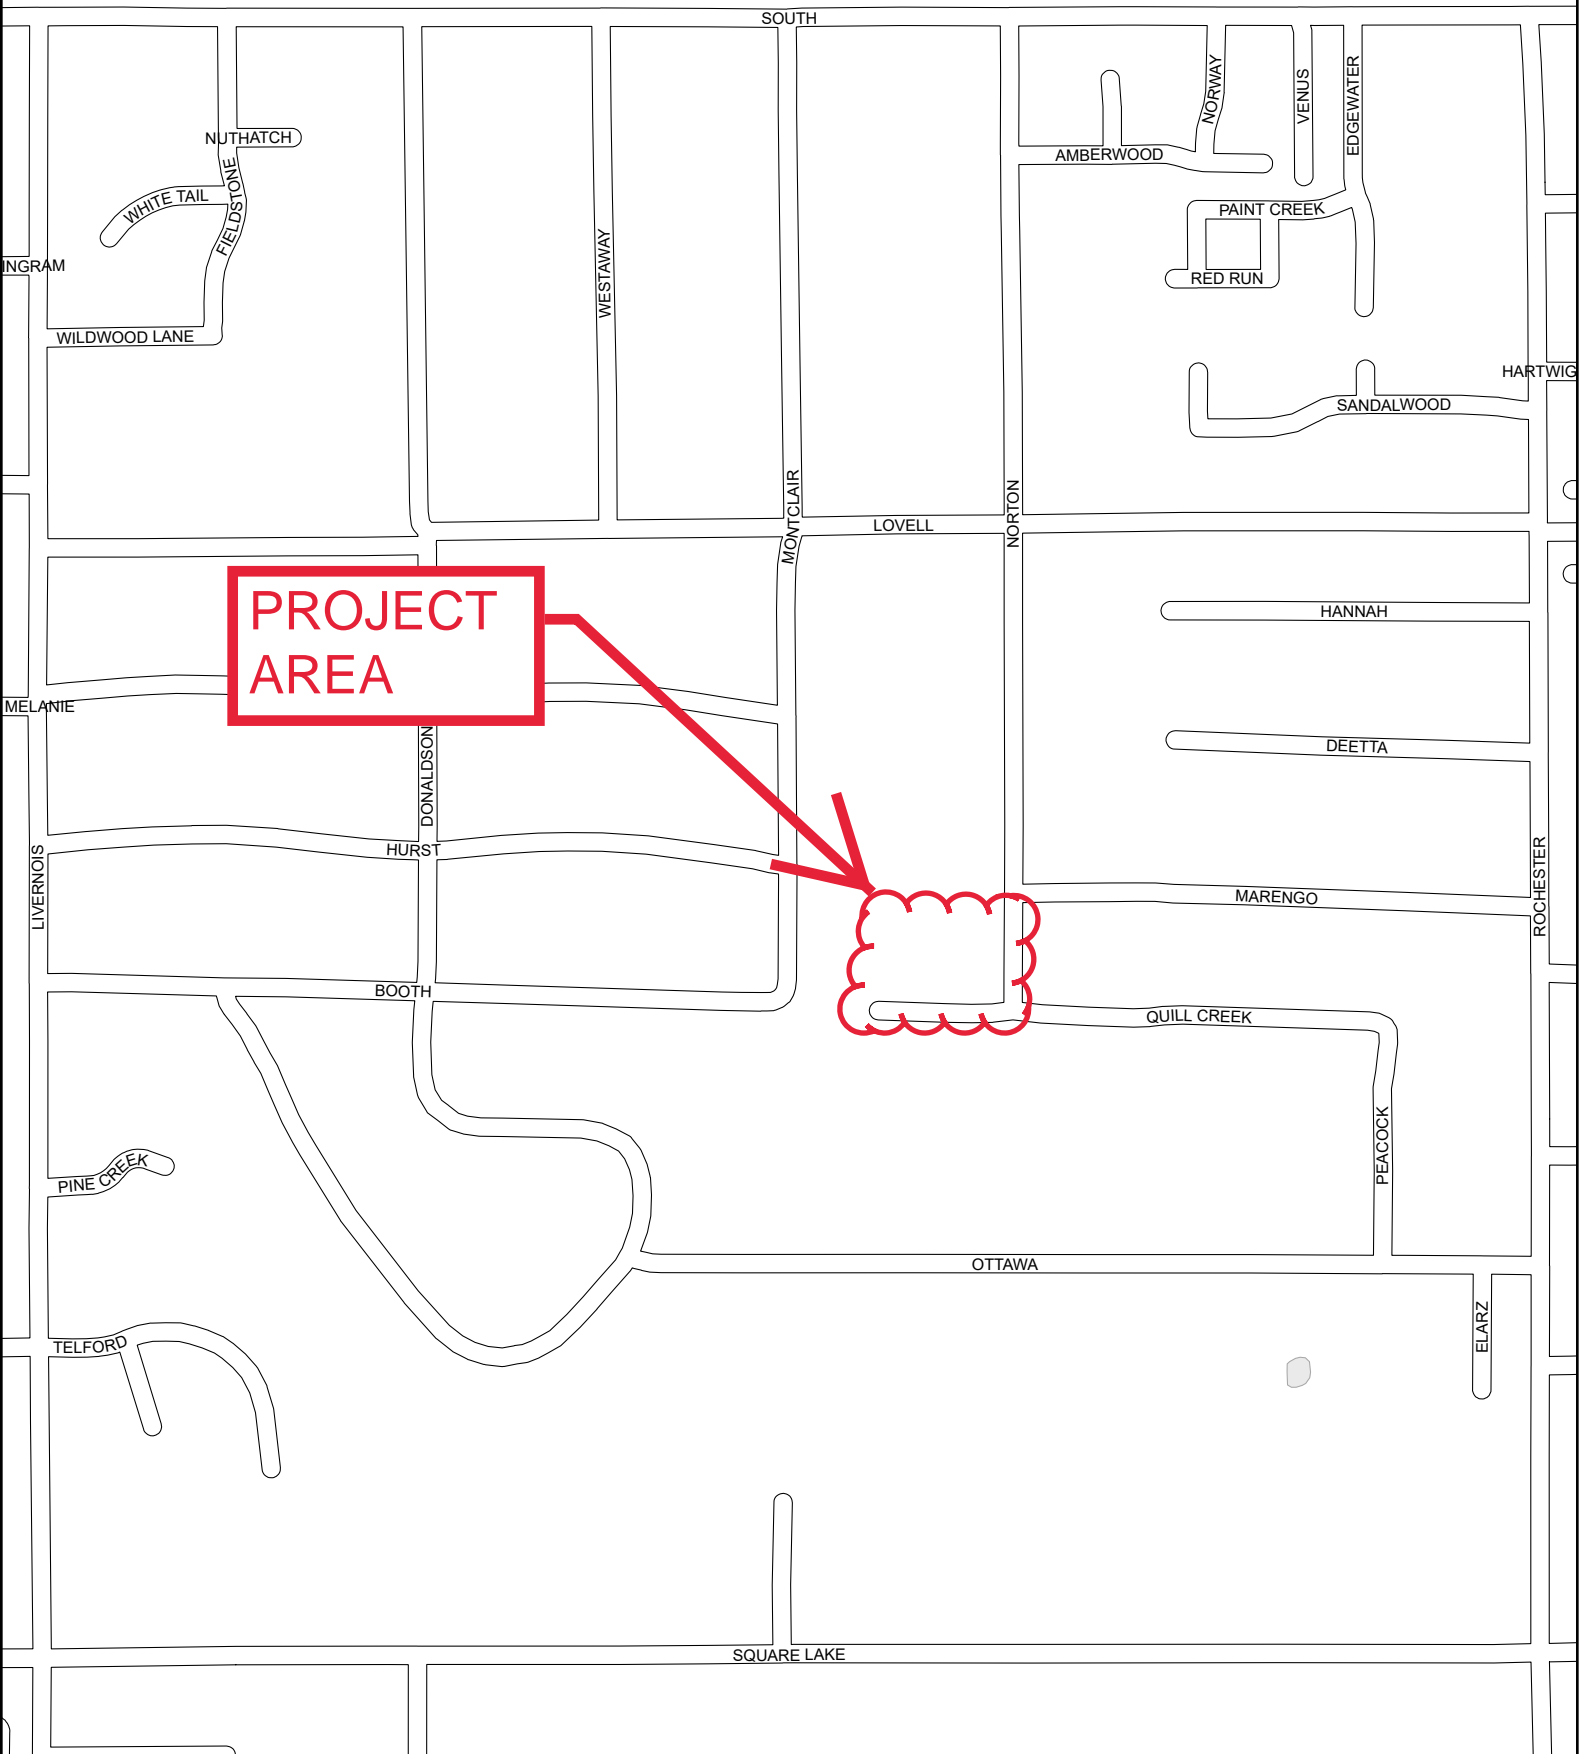 SOUTH
NORWAY
VENUS
EDGEWATER
NUTHATCH
AMBERWOOD
WHITE TAIL
FIELDSTONE
PAINT CREEK
INGRAM
WESTAWAY
RED RUN
WILDWOOD LANE
HARTWIG
SANDALWOOD
MONTCLAIR
NORTON
LOVELL
PROJECT
AREA
HANNAH
MELANIE
DONALDSON
DEETTA
HURST
LIVERNOIS
ROCHESTER
MARENGO
BOOTH
QUILL CREEK
PEACOCK
PINE CREEK
OTTAWA
ELARZ
TELFORD
SQUARE LAKE